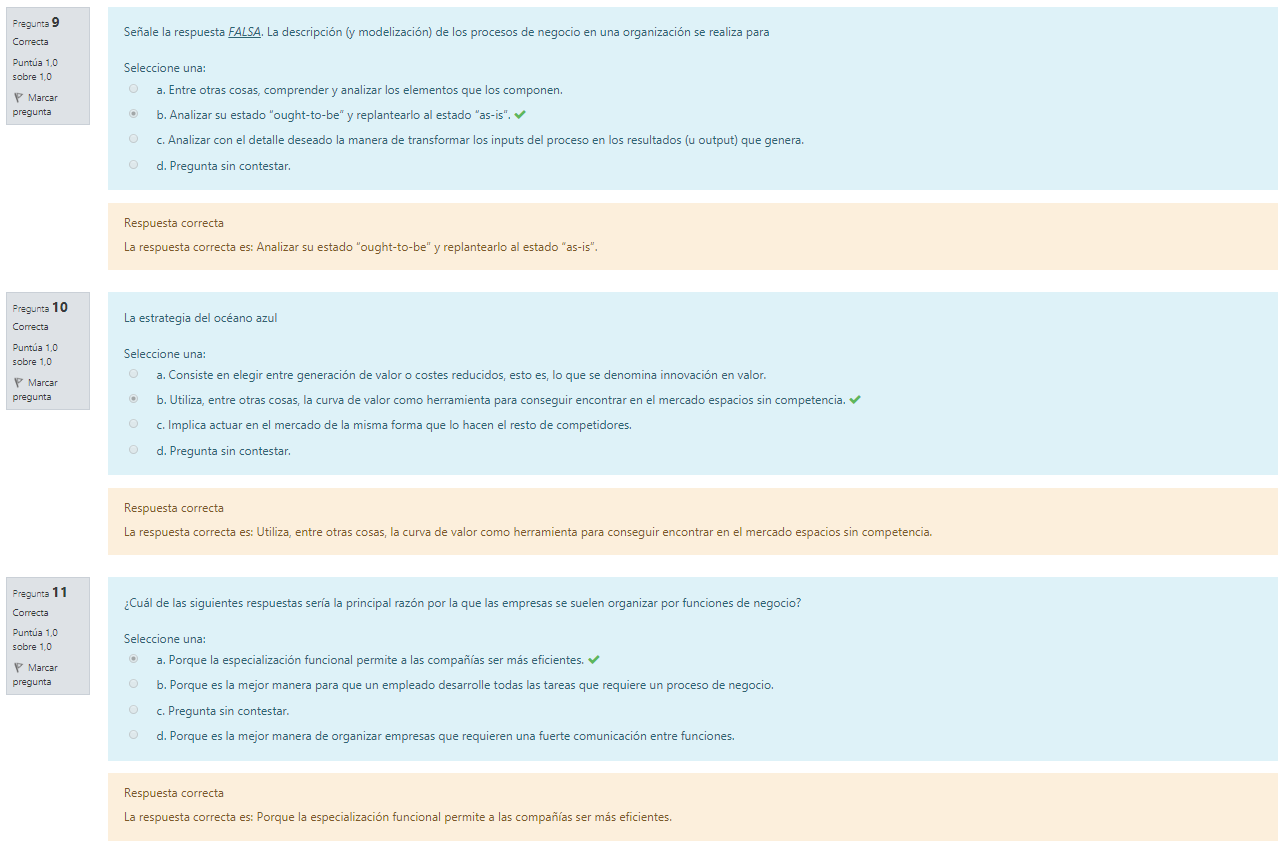 Pregunta 9
Correcta
Puntúa 1,0
sobre 1,0
Marcar
pregunta
Señale la respuesta FALSA. La descripción (y modelización) de los procesos de negocio en una organización se realiza para
Seleccione una:
a. Entre otras cosas, comprender y analizar los elementos que los componen.
b. Analizar su estado “ought-to-be” y replantearlo al estado “as-is”.
c. Analizar con el detalle deseado la manera de transformar los inputs del proceso en los resultados (u output) que genera.
d. Pregunta sin contestar.
Respuesta correcta
La respuesta correcta es: Analizar su estado “ought-to-be” y replantearlo al estado “as-is”.
Pregunta 10
Correcta
Puntúa 1,0
sobre 1,0
Marcar
pregunta
La estrategia del océano azul
Seleccione una:
a. Consiste en elegir entre generación de valor o costes reducidos, esto es, lo que se denomina innovación en valor.
b. Utiliza, entre otras cosas, la curva de valor como herramienta para conseguir encontrar en el mercado espacios sin competencia.
c. Implica actuar en el mercado de la misma forma que lo hacen el resto de competidores.
d. Pregunta sin contestar.
Respuesta correcta
La respuesta correcta es: Utiliza, entre otras cosas, la curva de valor como herramienta para conseguir encontrar en el mercado espacios sin competencia.
Pregunta 11
Correcta
Puntúa 1,0
sobre 1,0
Marcar
pregunta
¿Cuál de las siguientes respuestas sería la principal razón por la que las empresas se suelen organizar por funciones de negocio?
Seleccione una:
a. Porque la especialización funcional permite a las compañías ser más eficientes.
b. Porque es la mejor manera para que un empleado desarrolle todas las tareas que requiere un proceso de negocio.
c. Pregunta sin contestar.
d. Porque es la mejor manera de organizar empresas que requieren una fuerte comunicación entre funciones.
Respuesta correcta
La respuesta correcta es: Porque la especialización funcional permite a las compañías ser más eficientes.